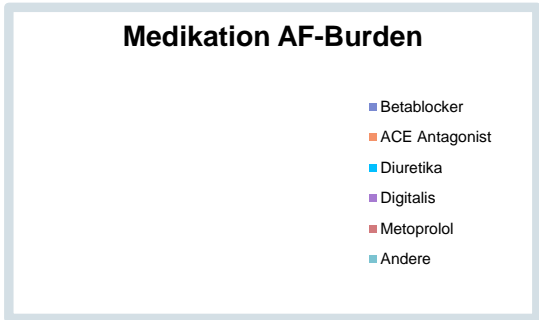 Medikation AF-Burden
Betablocker
ACE Antagonist
Diuretika
Digitalis
Metoprolol
Andere